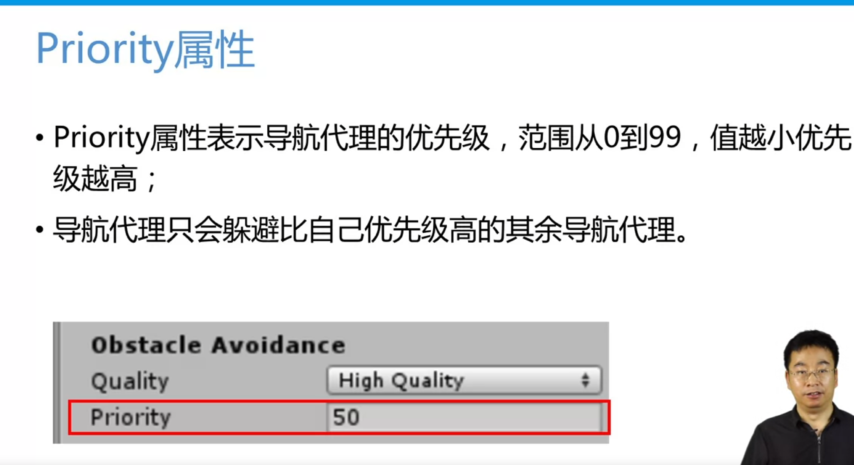 Priority属性
• Priority属性表示导航代理的优先级，范围从0到99，值越小优先
级越高；
• 导航代理只会躲避比自己优先级高的其余导航代理。
Obstacle Avoidance
Quality High Quality
Priority 50